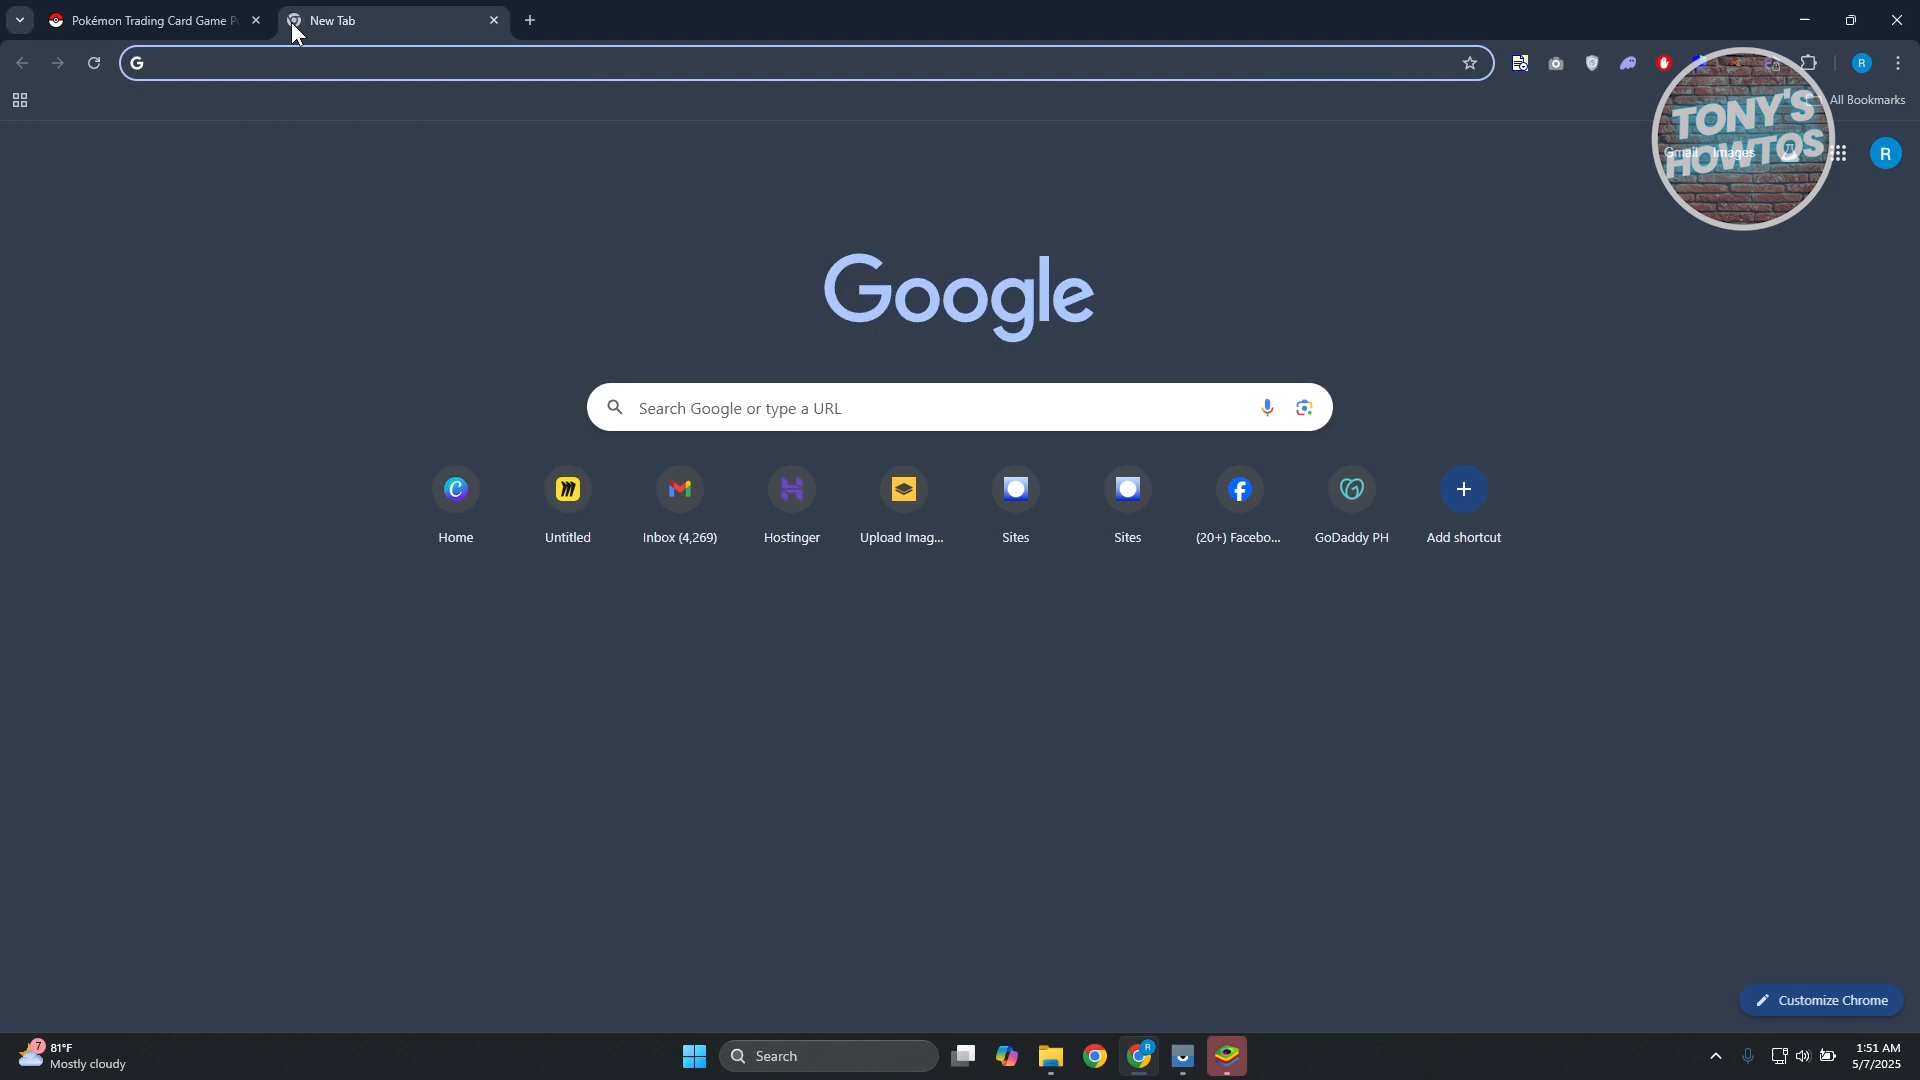 Pokémon Trading Card Game P
New Tab
All Bookmarks
TONY'S
HOWTOS
Gmail Images
R
Google
Search Google or type a URL
Home
Untitled
Inbox (4,269)
Hostinger
Upload Imag...
Sites
Sites
(20+) Facebo...
GoDaddy PH
Add shortcut
Customize Chrome
7
81°F
Mostly cloudy
Search
R
1:51 AM
5/7/2025